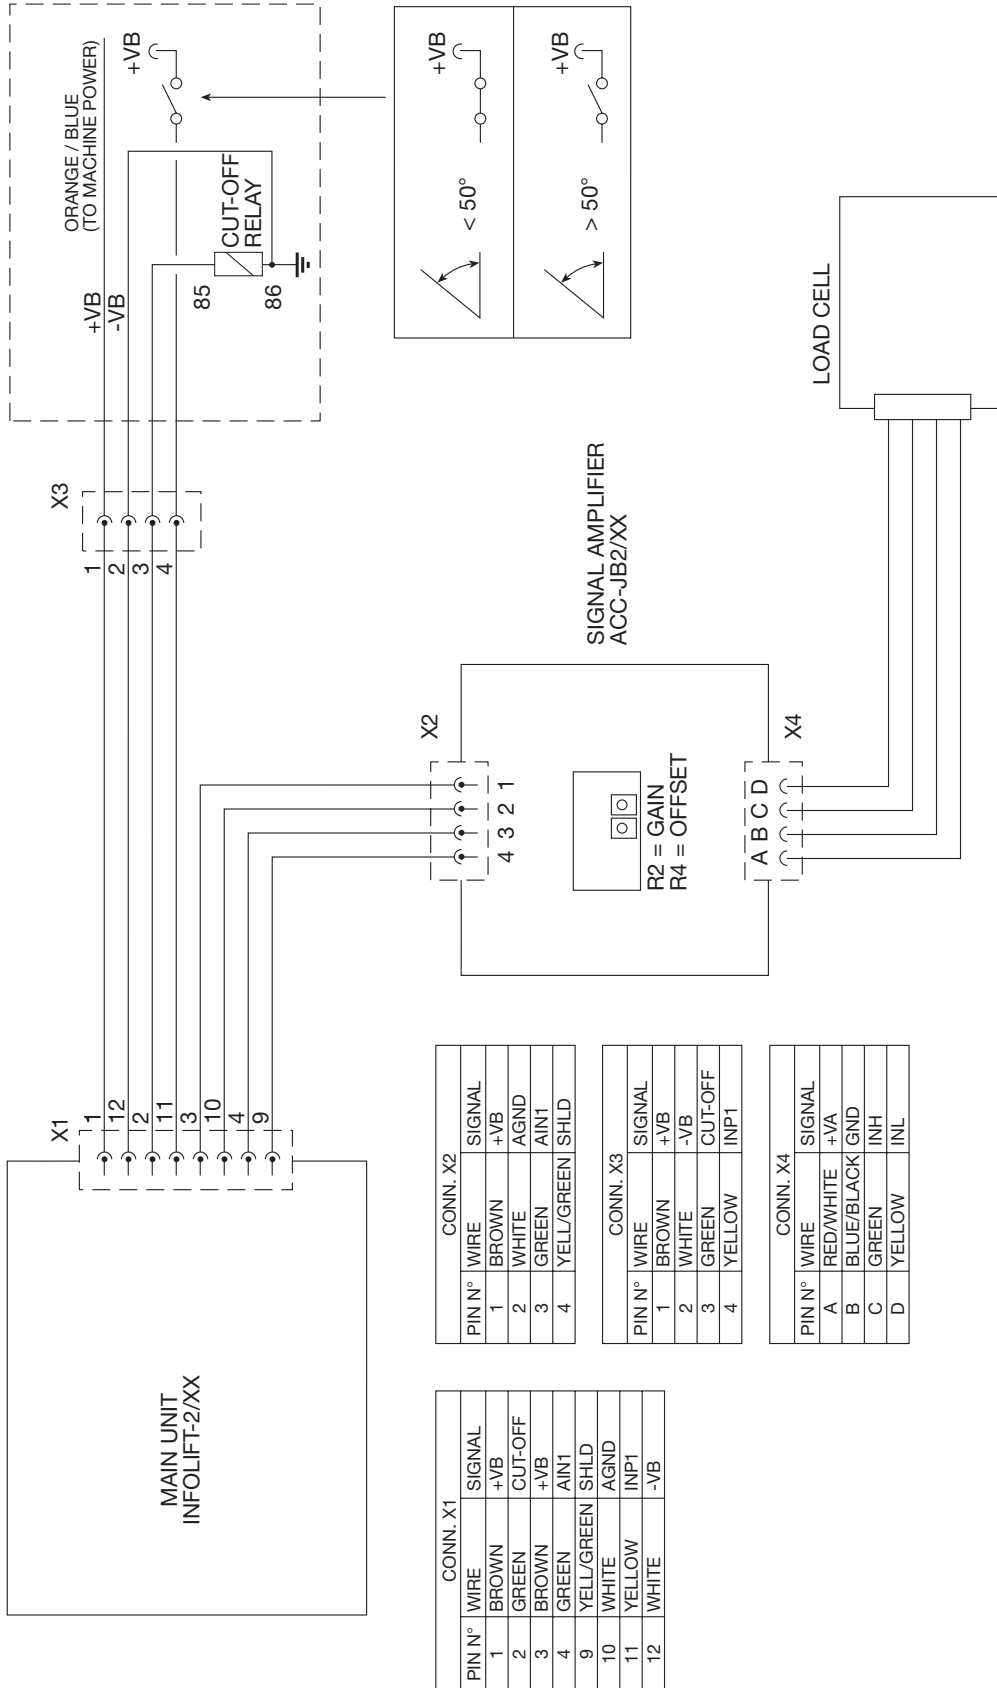 MAIN UNIT
INFOLIFT-2/XX
X1
1
12
2
11
3
10
4
9
X3
1
2
3
4
+VB
-VB
ORANGE / BLUE
(TO MACHINE POWER)
+VB
85
86
CUT-OFF
RELAY
< 50°
+VB
> 50°
+VB
X2
4 3 2 1
SIGNAL AMPLIFIER
ACC-JB2/XX
R2 = GAIN
R4 = OFFSET
X4
A B C D
LOAD CELL
CONN. X1
PIN N° WIRE SIGNAL
1 BROWN +VB
2 GREEN CUT-OFF
3 BROWN +VB
4 GREEN AIN1
9 YELL/GREEN SHLD
10 WHITE AGND
11 YELLOW INP1
12 WHITE -VB
CONN. X2
PIN N° WIRE SIGNAL
1 BROWN +VB
2 WHITE AGND
3 GREEN AIN1
4 YELL/GREEN SHLD
CONN. X3
PIN N° WIRE SIGNAL
1 BROWN +VB
2 WHITE -VB
3 GREEN CUT-OFF
4 YELLOW INP1
CONN. X4
PIN N° WIRE SIGNAL
A RED/WHITE +VA
B BLUE/BLACK GND
C GREEN INH
D YELLOW INL